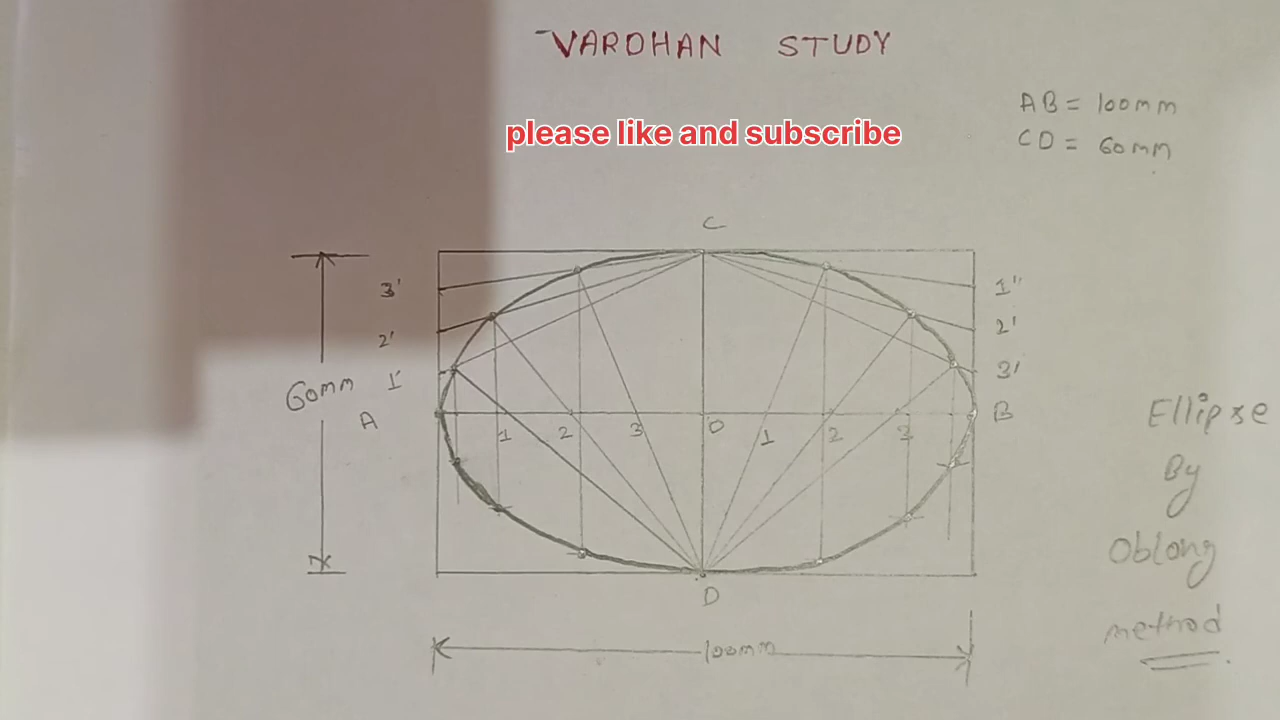 VARDHAN STUDY
please like and subscribe
AB = 100mm
CD = 60mm
C
3' 1"
2' 2'
60mm 1' 3'
A 1 2 3 O 1 2 3 B
D
100mm
Ellipse
By
Oblong
method